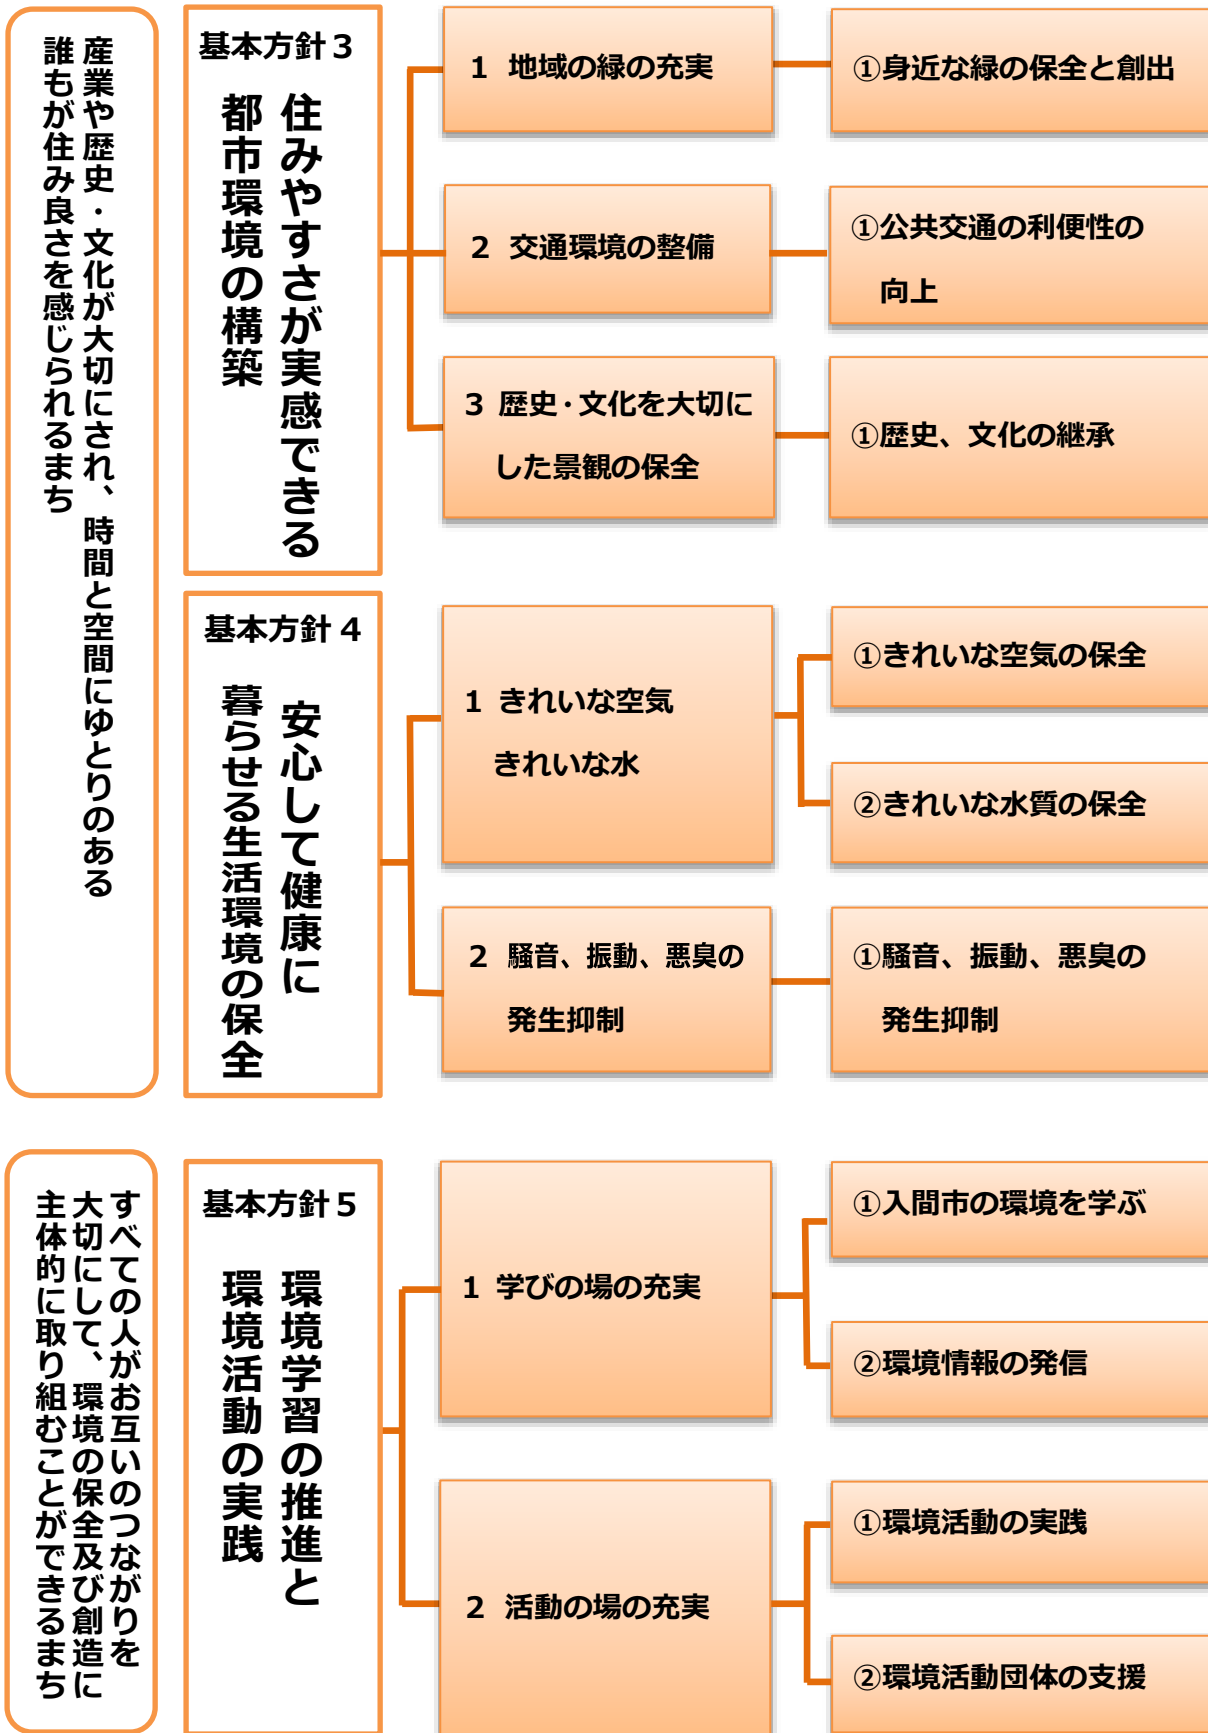 産業や歴史・文化が大切にされ、時間と空間にゆとりのある
誰もが住み良さを感じられるまち
基本方針３
住みやすさが実感できる
都市環境の構築
1 地域の緑の充実
①身近な緑の保全と創出
2 交通環境の整備
①公共交通の利便性の
向上
3 歴史・文化を大切に
した景観の保全
①歴史、文化の継承
基本方針４
安心して健康に
暮らせる生活環境の保全
1 きれいな空気
きれいな水
①きれいな空気の保全
②きれいな水質の保全
2 騒音、振動、悪臭の
発生抑制
①騒音、振動、悪臭の
発生抑制
すべての人がお互いのつながりを
大切にして、環境の保全及び創造に
主体的に取り組むことができるまち
基本方針５
環境学習の推進と
環境活動の実践
1 学びの場の充実
①入間市の環境を学ぶ
②環境情報の発信
2 活動の場の充実
①環境活動の実践
②環境活動団体の支援